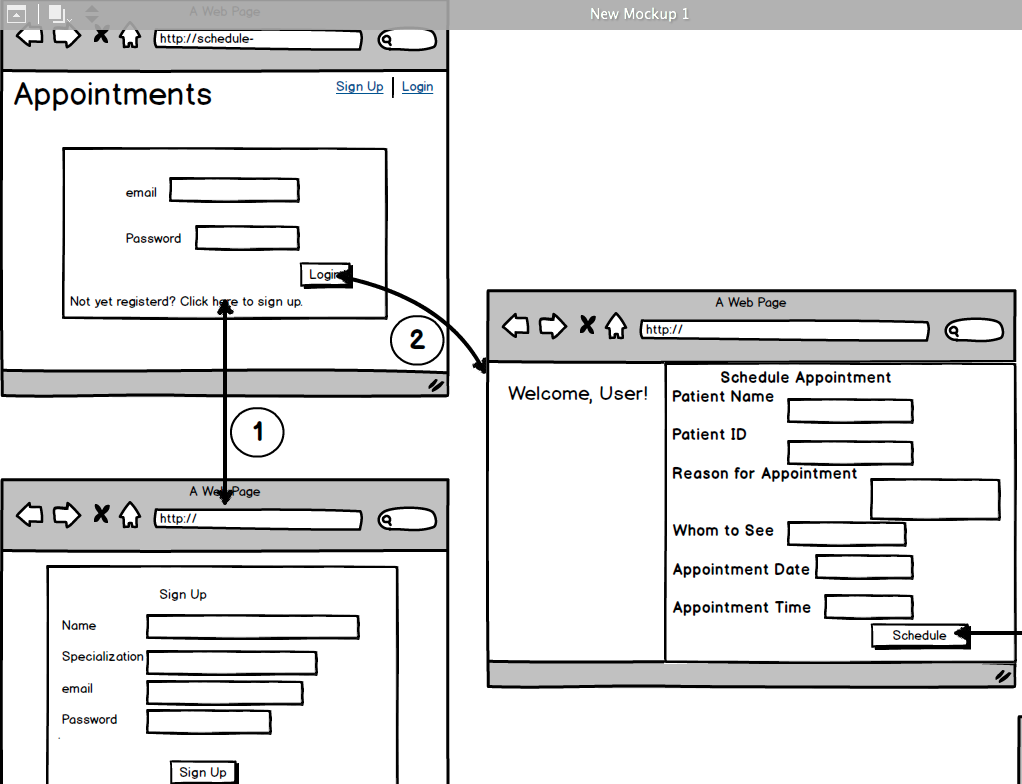 New Mockup 1
A Web Page
http://schedule-
Appointments
Sign Up
Login
email
Password
Login
Not yet registerd? Click here to sign up.
2
1
A Web Page
http://
Sign Up
Name
Specialization
email
Password
Sign Up
A Web Page
http://
Welcome, User!
Schedule Appointment
Patient Name
Patient ID
Reason for Appointment
Whom to See
Appointment Date
Appointment Time
Schedule